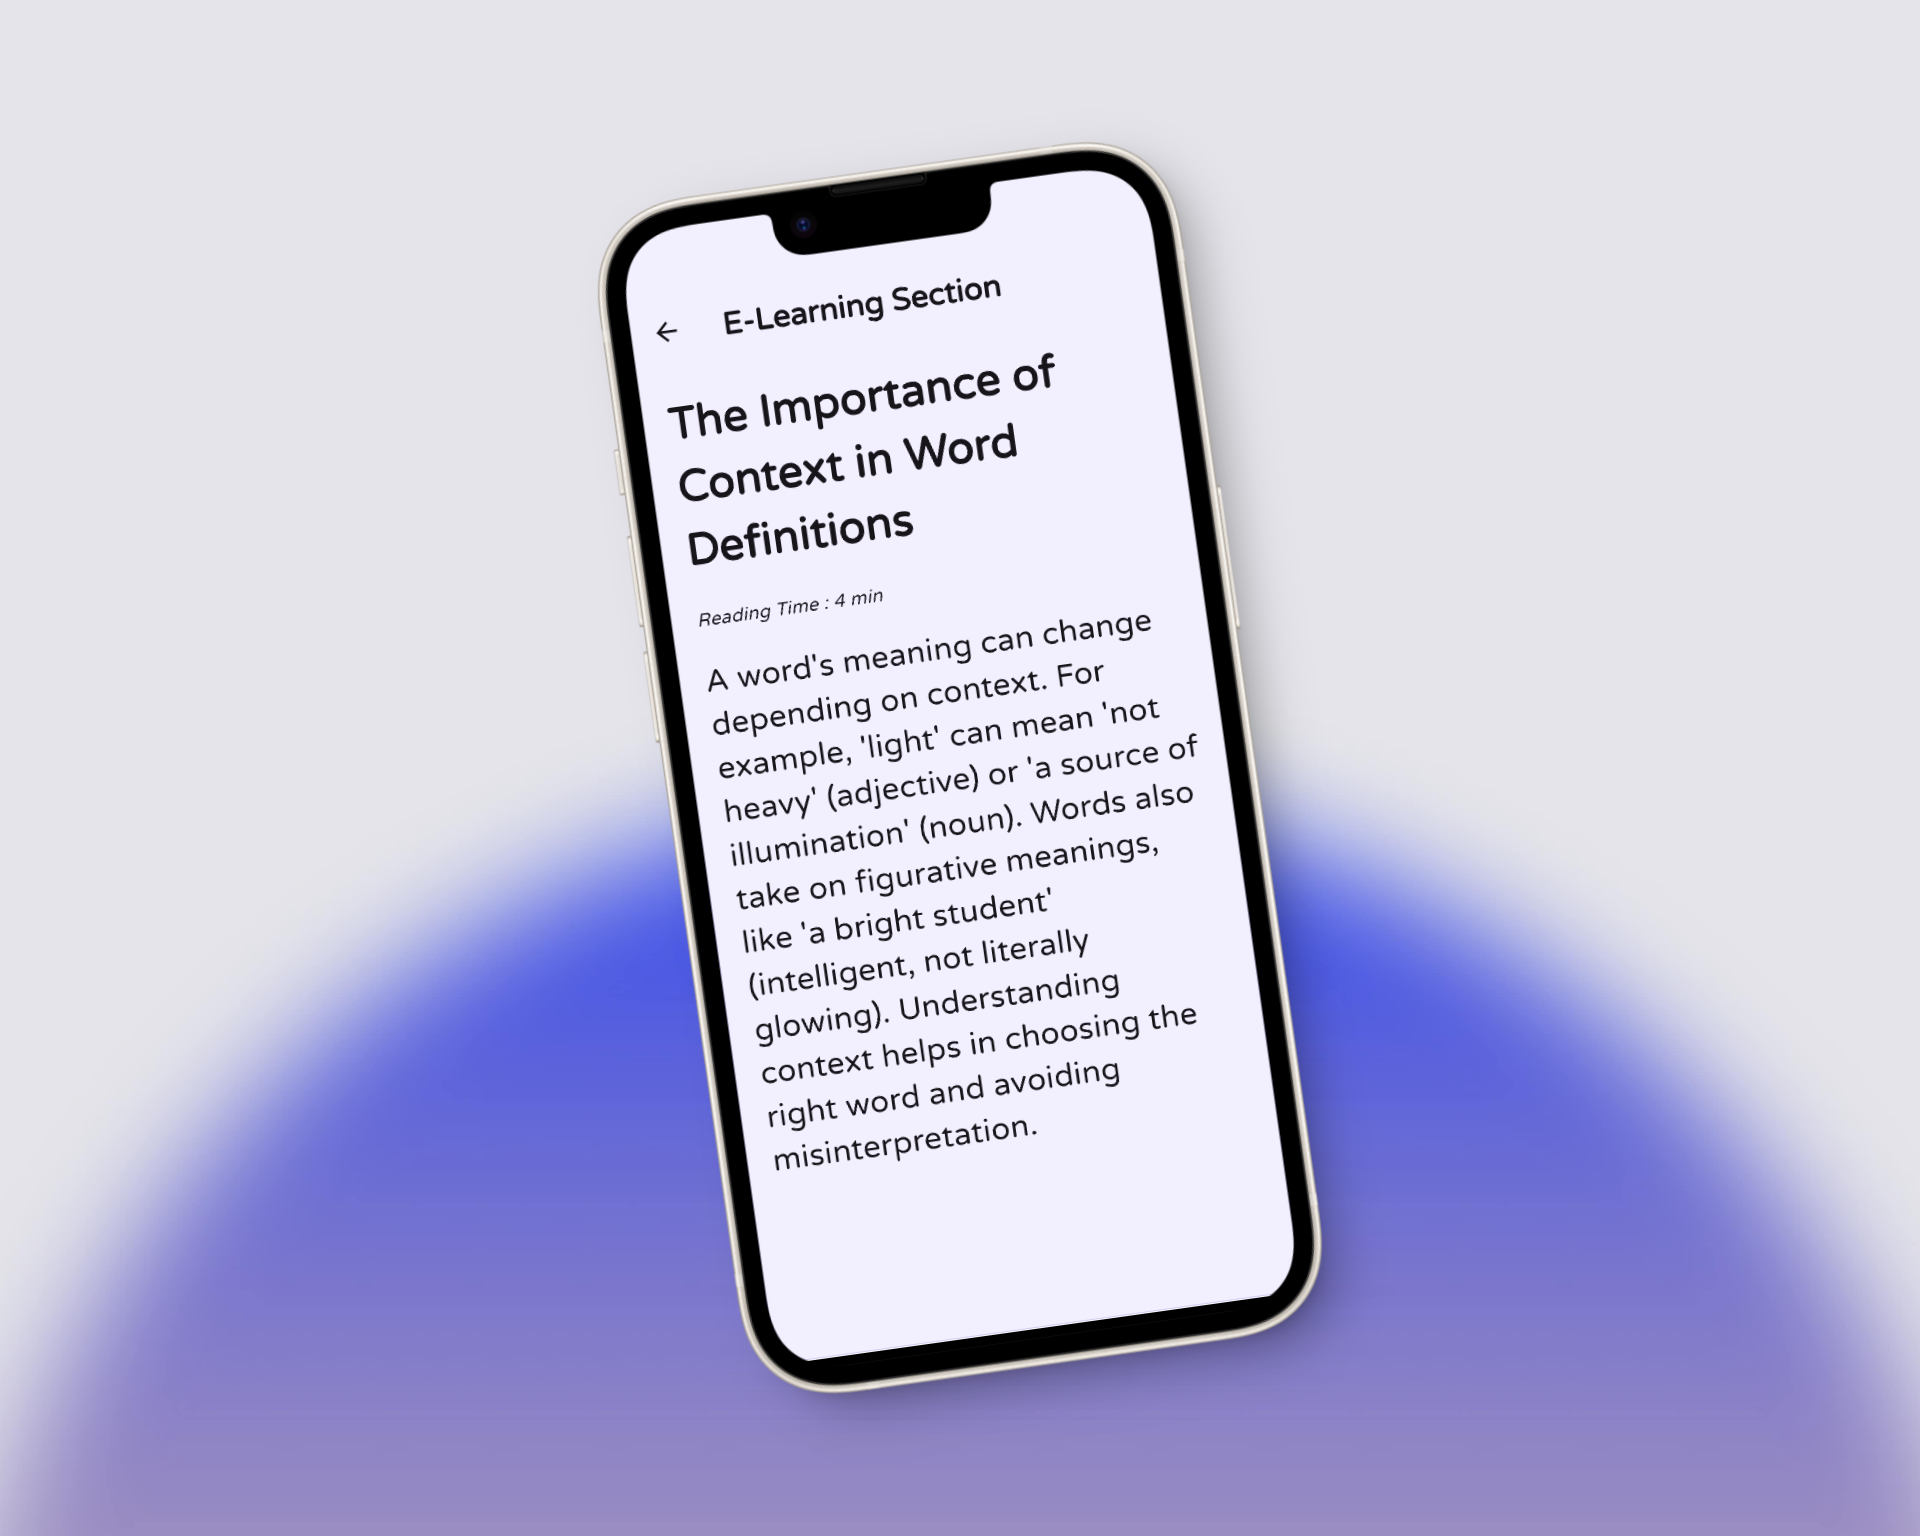 E-Learning Section
The Importance of
Context in Word
Definitions
Reading Time : 4 min
A word's meaning can change
depending on context. For
example, 'light' can mean 'not
heavy' (adjective) or 'a source of
illumination' (noun). Words also
take on figurative meanings,
like 'a bright student'
(intelligent, not literally
glowing). Understanding
context helps in choosing the
right word and avoiding
misinterpretation.